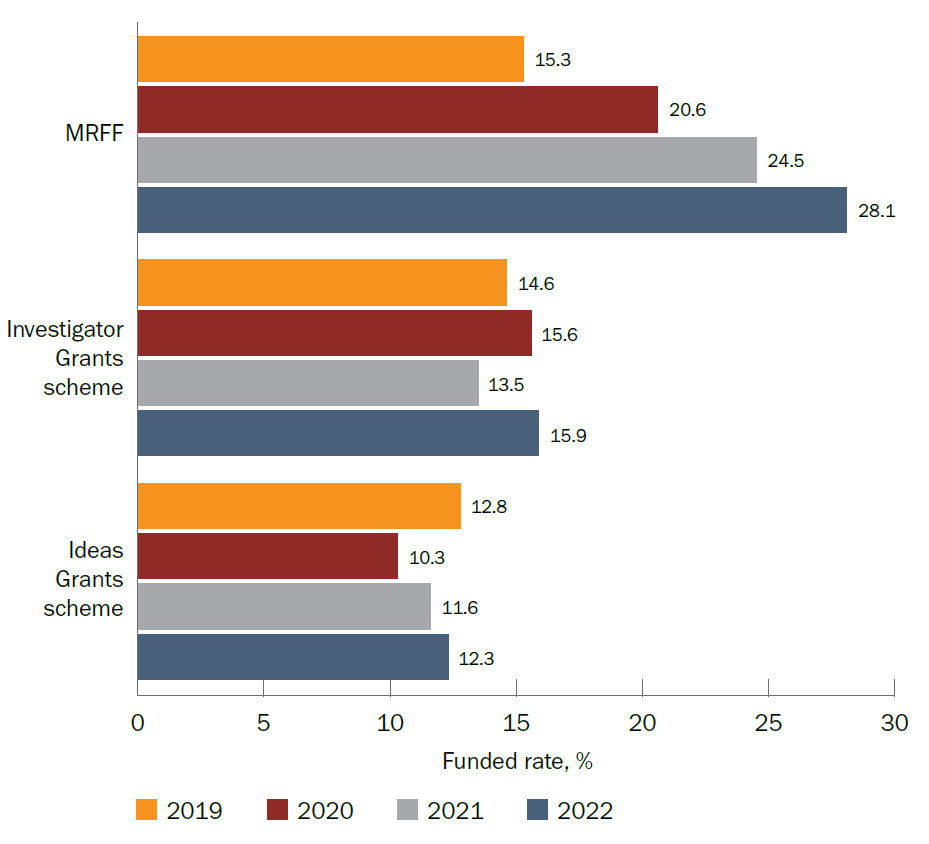 15.3
20.6
MRFF
24.5
28.1
14.6
Investigator
Grants
scheme
15.6
13.5
15.9
12.8
Ideas
Grants
scheme
10.3
11.6
12.3
0 5 10 15 20 25 30
Funded rate, %
2019 2020 2021 2022